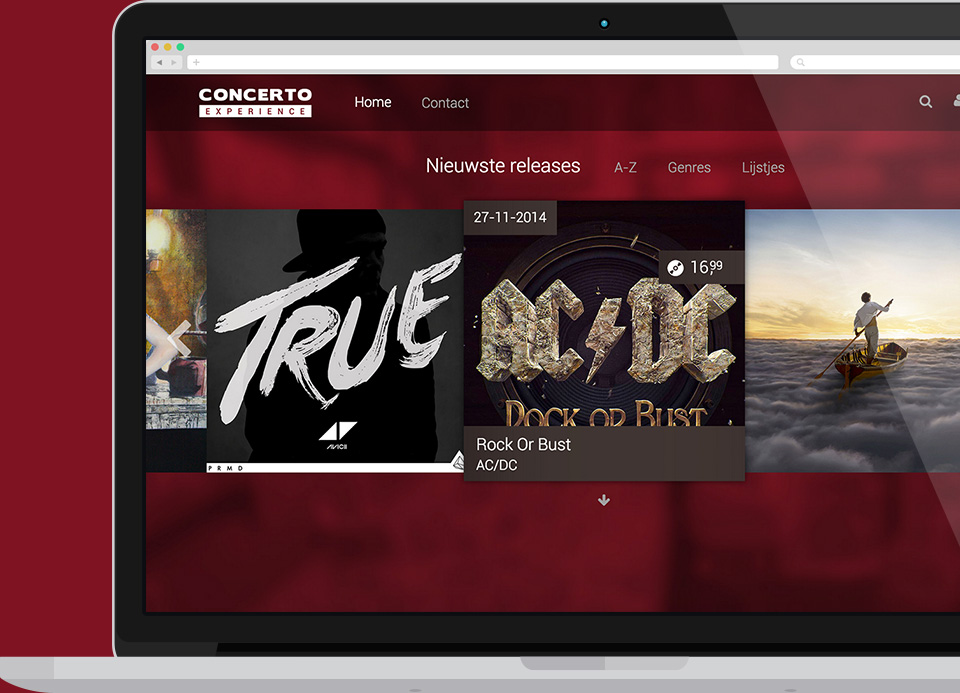 CONCERTO
EXPERIENCE
Home
Contact
Nieuwste releases
A-Z
Genres
Lijstjes
27-11-2014
16,99
TRUE
AVICII
PRMD
AC/DC
ROCK OR BUST
Rock Or Bust
AC/DC